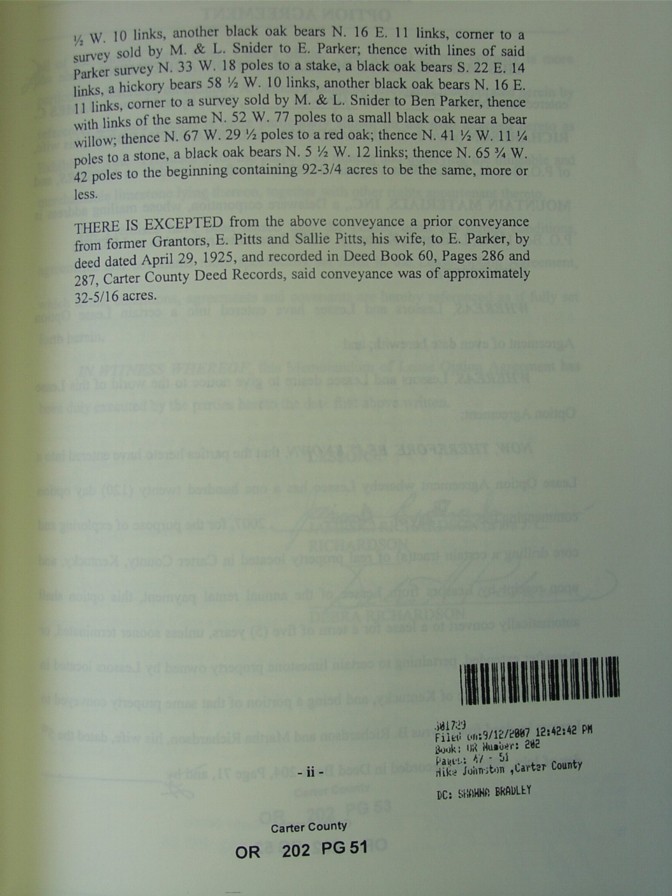 ½ W. 10 links, another black oak bears N. 16 E. 11 links, corner to a
survey sold by M. & L. Snider to E. Parker; thence with lines of said
Parker survey N. 33 W. 18 poles to a stake, a black oak bears S. 22 E. 14
links, a hickory bears 58 ½ W. 10 links, another black oak bears N. 16 E.
11 links, corner to a survey sold by M. & L. Snider to Ben Parker, thence
with lines of the same N. 52 W. 77 poles to a small black oak near a bear
willow; thence N. 67 W. 29 ½ poles to a red oak; thence N. 41 ½ W. 11 ¼
poles to a stone, a black oak bears N. 5 ½ W. 12 links; thence N. 65 ¾ W.
42 poles to the beginning containing 92-3/4 acres to be the same, more or
less.
THERE IS EXCEPTED from the above conveyance a prior conveyance
from former Grantors, E. Pitts and Sallie Pitts, his wife, to E. Parker, by
deed dated April 29, 1925, and recorded in Deed Book 60, Pages 286 and
287, Carter County Deed Records, said conveyance was of approximately
32-5/16 acres.
Filed on:9/12/2007 12:42:42 PM
Book: OR Number: 202
Pages: 47 - 51
Mike Johnston ,Carter County
DC: SHAHHA BRADLEY
- ii -
Carter County
OR 202 PG 51